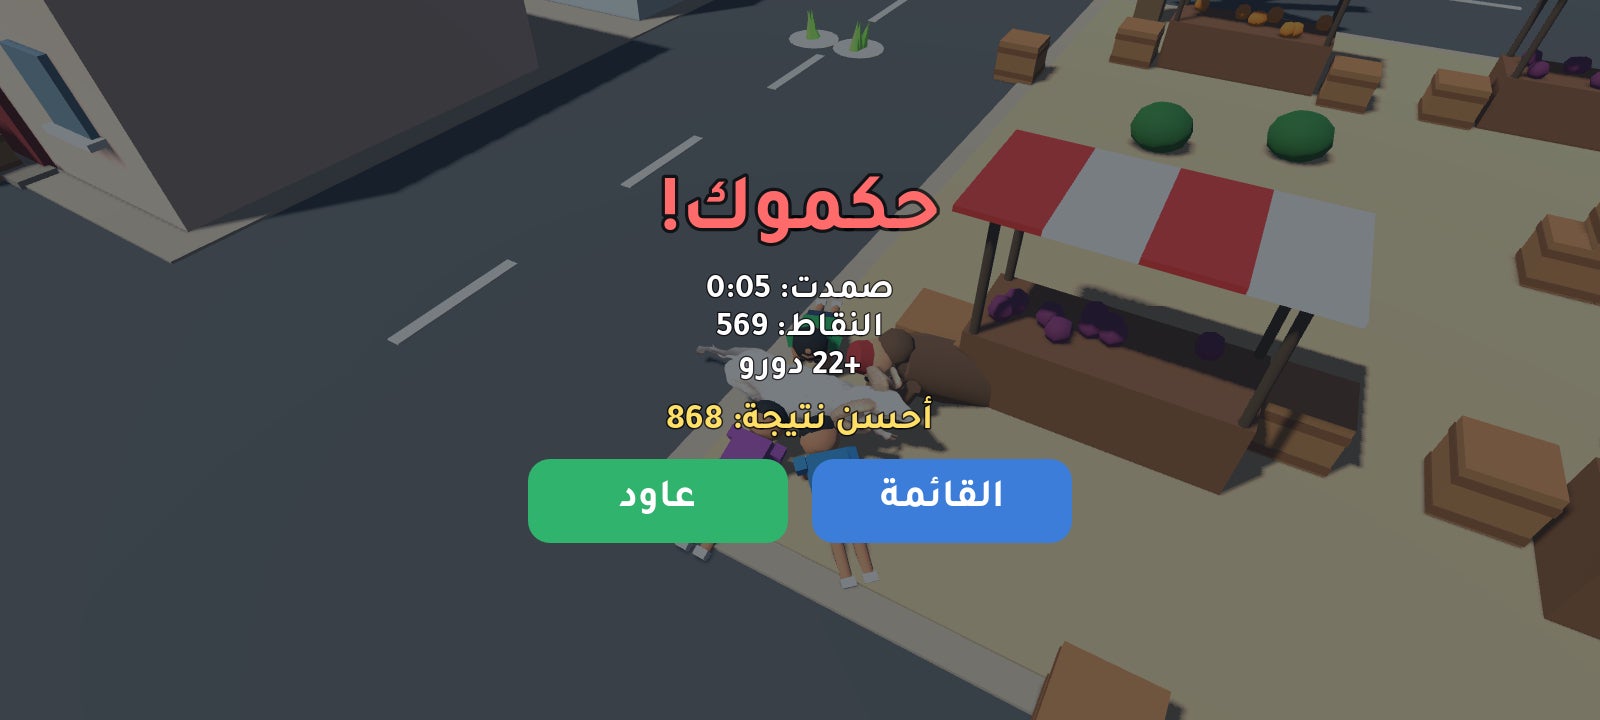 حكموك!
صمدت: 0:05
النقاط: 569
+22 دورو
أحسن نتيجة: 868
القائمة
عاود